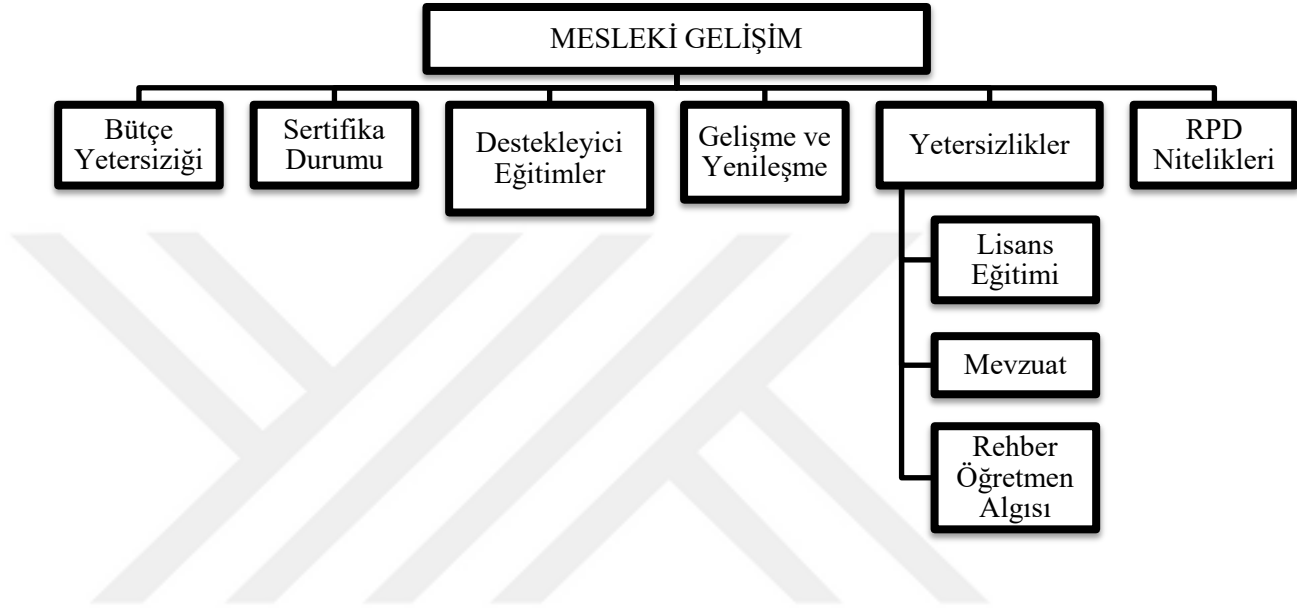 MESLEKİ GELİŞİM
Bütçe
Yetersiziği
Sertifika
Durumu
Destekleyici
Eğitimler
Gelişme ve
Yenileşme
Yetersizlikler
RPD
Nitelikleri
Lisans
Eğitimi
Mevzuat
Rehber
Öğretmen
Algısı